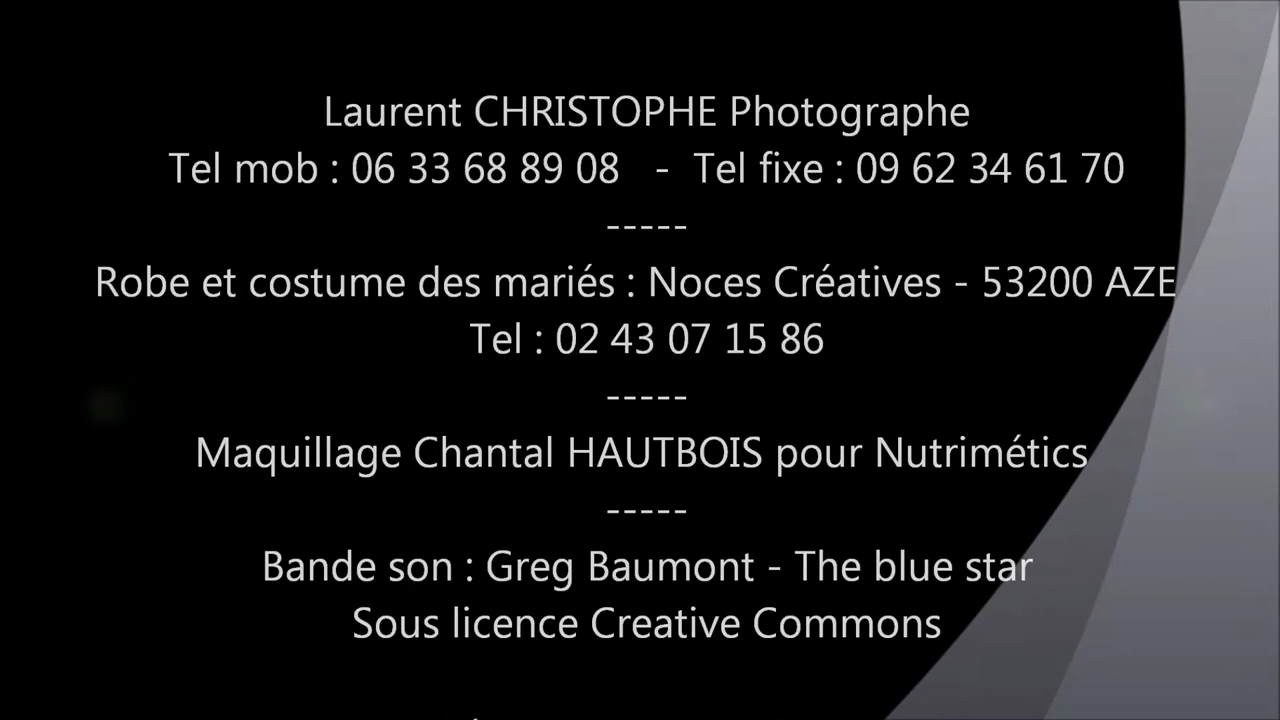 Laurent CHRISTOPHE Photographe
Tel mob : 06 33 68 89 08 - Tel fixe : 09 62 34 61 70
-----
Robe et costume des mariés : Noces Créatives - 53200 AZE
Tel : 02 43 07 15 86
-----
Maquillage Chantal HAUTBOIS pour Nutrimétics
-----
Bande son : Greg Baumont - The blue star
Sous licence Creative Commons